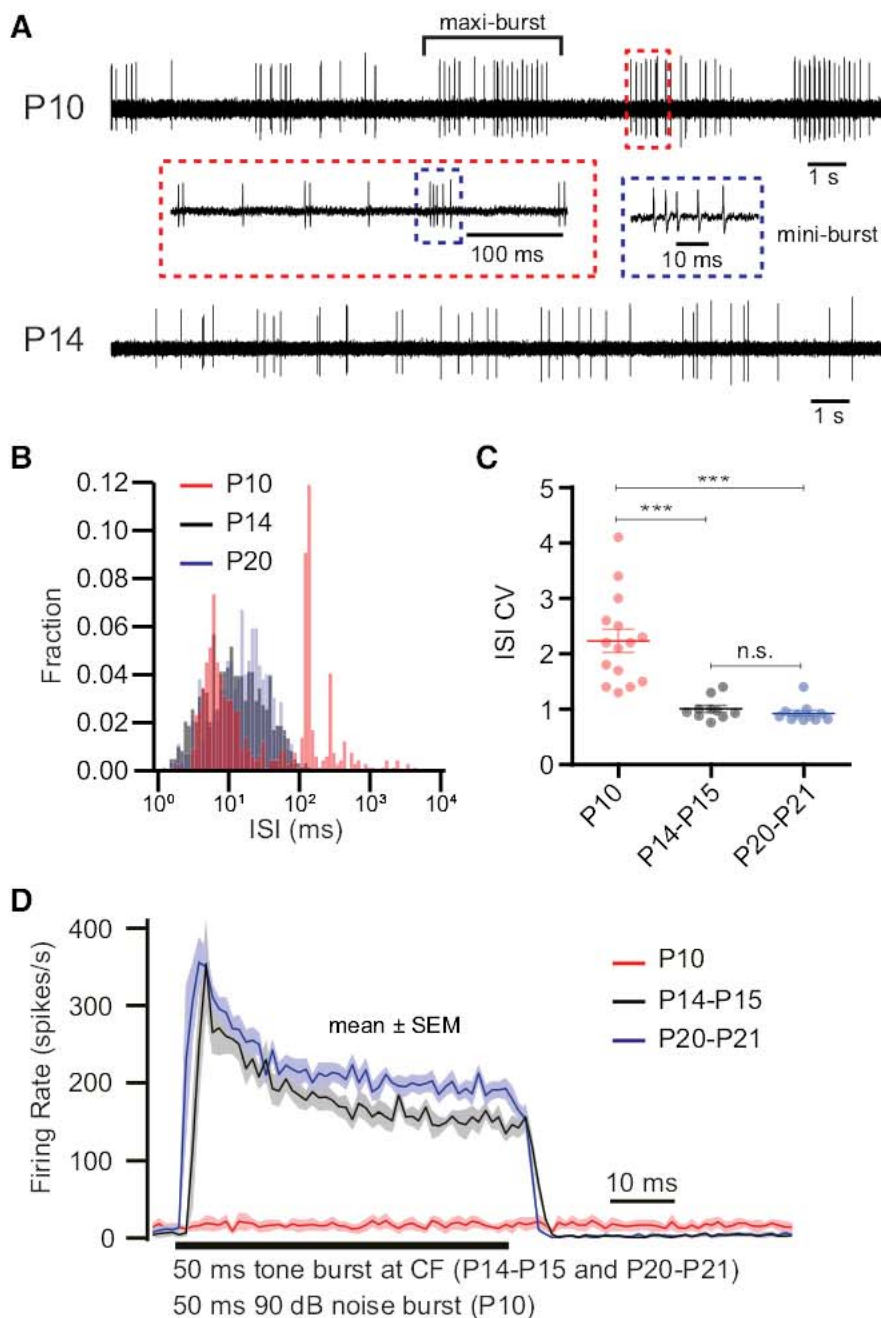 A
maxi-burst
P10
1 s
100 ms
10 ms
mini-burst
P14
1 s
B
0.12
0.10
0.08
0.06
0.04
0.02
0.00
Fraction
P10
P14
P20
10⁰ 10¹ 10² 10³ 10⁴
ISI (ms)
C
5
4
3
2
1
0
ISI CV
***
***
n.s.
P10
P14-P15
P20-P21
D
400
300
200
100
0
Firing Rate (spikes/s)
mean ± SEM
P10
P14-P15
P20-P21
10 ms
50 ms tone burst at CF (P14-P15 and P20-P21)
50 ms 90 dB noise burst (P10)